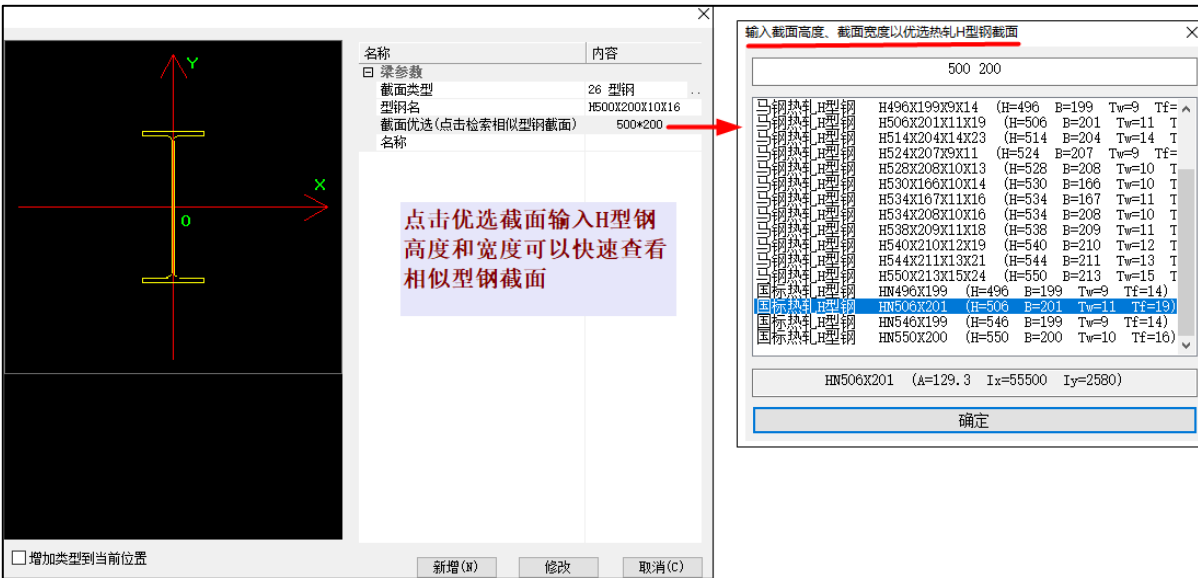 名称 内容
梁参数
截面类型 26 型钢 ..
型钢名 H500X200X10X16
截面优选(点击检索相似型钢截面) 500*200
名称
Y
X
O
点击优选截面输入H型钢
高度和宽度可以快速查看
相似型钢截面
增加类型到当前位置
新增(N) 修改 取消(C)
输入截面高度、截面宽度以优选热轧H型钢截面
500 200
马钢热轧H型钢 H496X199X9X14 (H=496 B=199 Tw=9 Tf=
马钢热轧H型钢 H506X201X11X19 (H=506 B=201 Tw=11 T
马钢热轧H型钢 H514X204X14X23 (H=514 B=204 Tw=14 T
马钢热轧H型钢 H524X207X9X11 (H=524 B=207 Tw=9 Tf=
马钢热轧H型钢 H528X208X10X13 (H=528 B=208 Tw=10 T
马钢热轧H型钢 H530X166X10X14 (H=530 B=166 Tw=10 T
马钢热轧H型钢 H534X167X11X16 (H=534 B=167 Tw=11 T
马钢热轧H型钢 H534X208X10X16 (H=534 B=208 Tw=10 T
马钢热轧H型钢 H538X209X11X18 (H=538 B=209 Tw=11 T
马钢热轧H型钢 H540X210X12X19 (H=540 B=210 Tw=12 T
马钢热轧H型钢 H544X211X13X21 (H=544 B=211 Tw=13 T
马钢热轧H型钢 H550X213X15X24 (H=550 B=213 Tw=15 T
国标热轧H型钢 HN496X199 (H=496 B=199 Tw=9 Tf=14)
国标热轧H型钢 HN506X201 (H=506 B=201 Tw=11 Tf=19)
国标热轧H型钢 HN546X199 (H=546 B=199 Tw=9 Tf=14)
国标热轧H型钢 HN550X200 (H=550 B=200 Tw=10 Tf=16)
HN506X201 (A=129.3 Ix=55500 Iy=2580)
确定